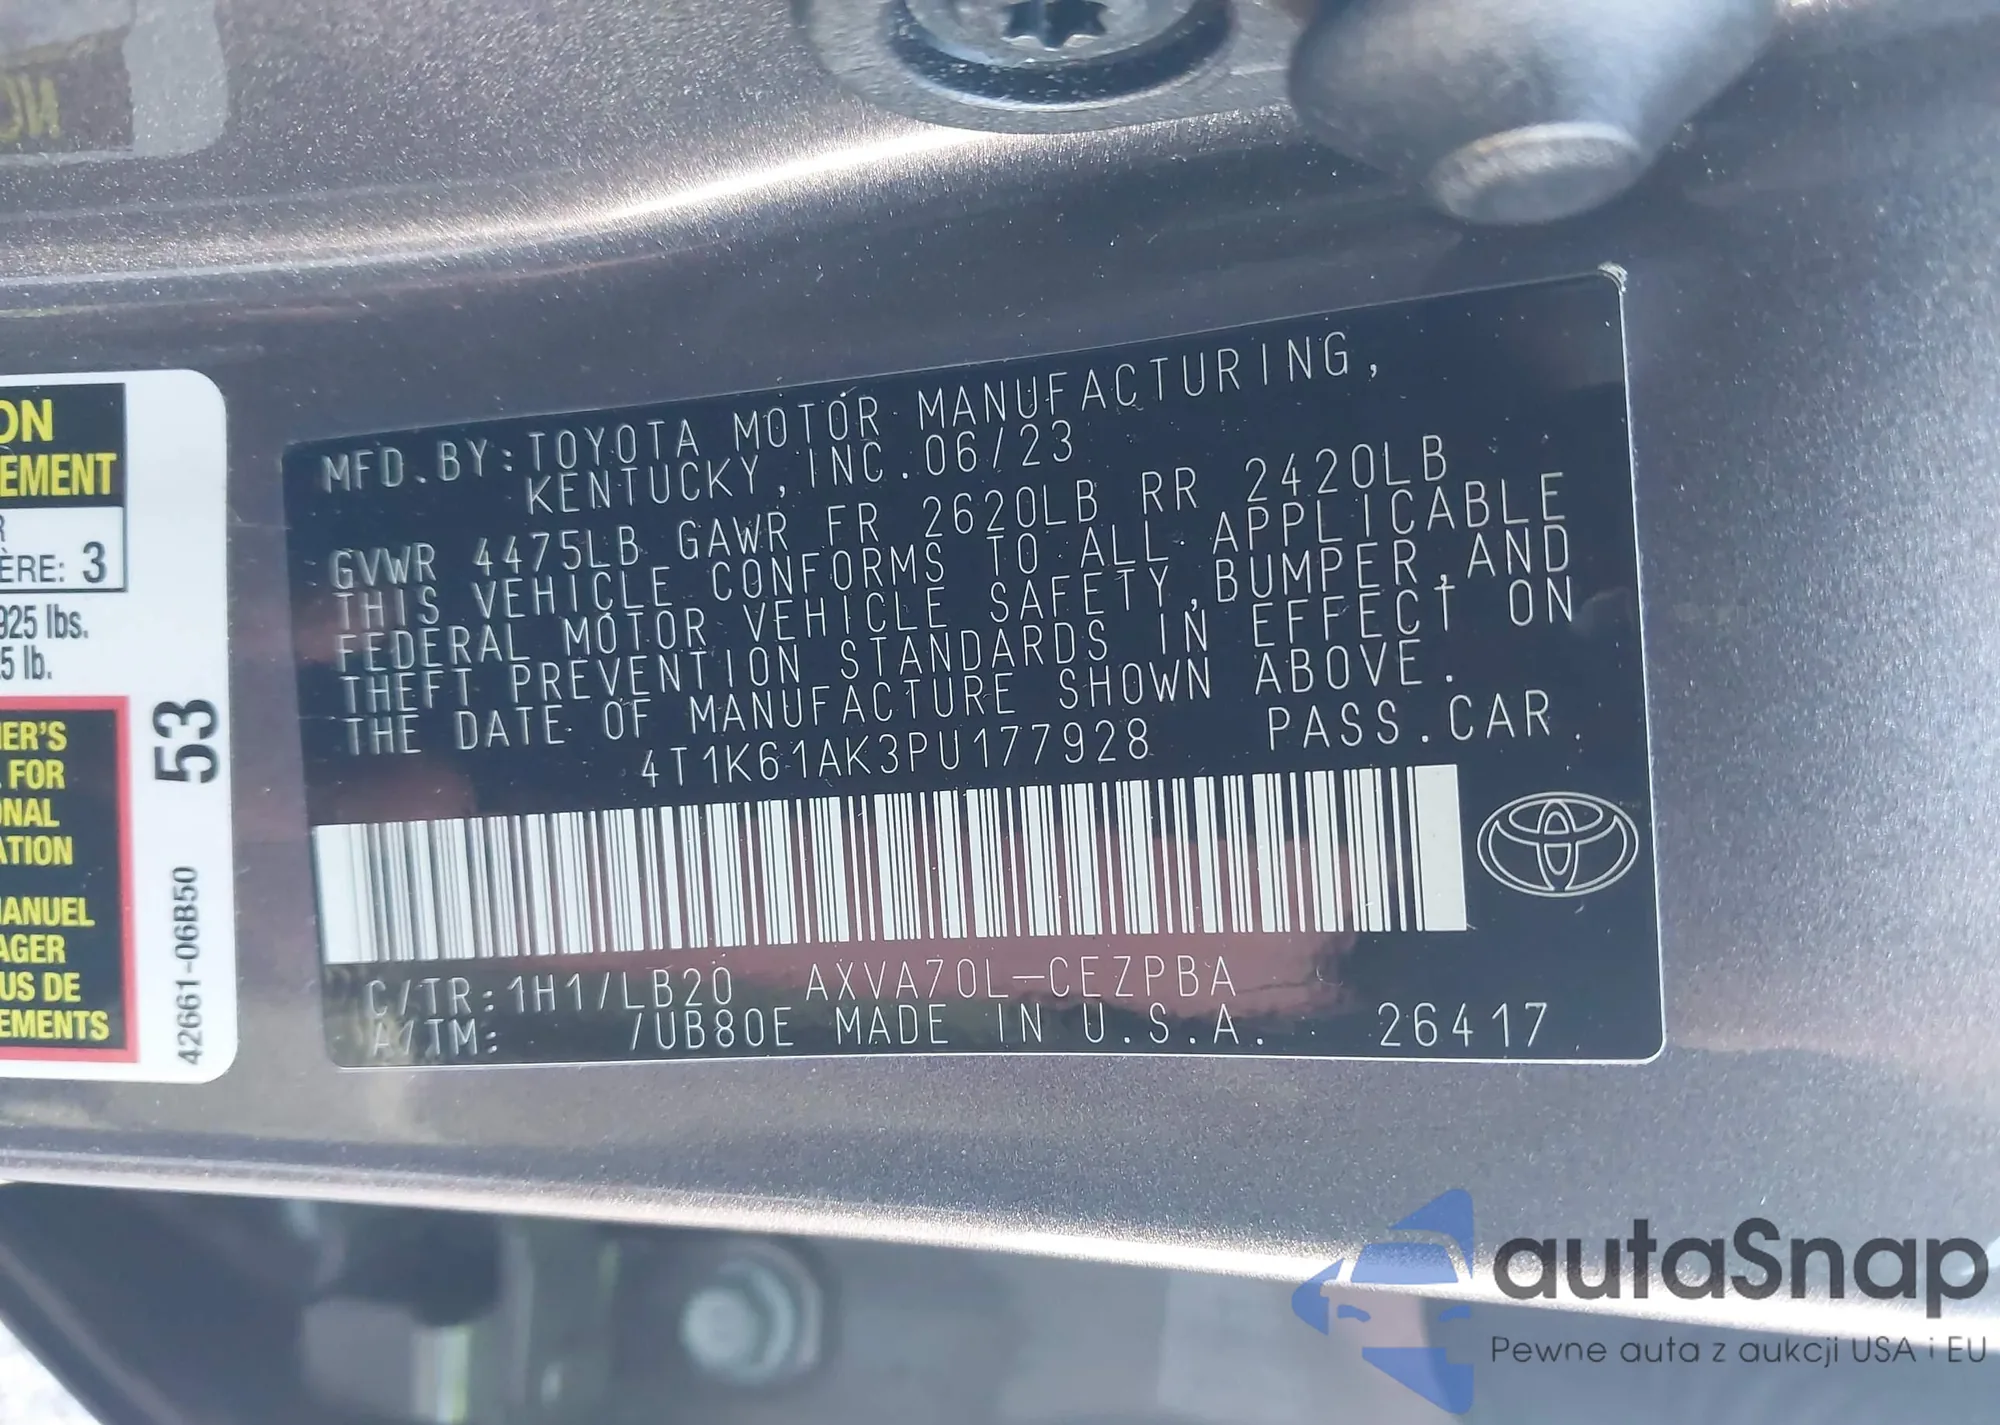 ON
EMENT
R
ÈRE: 3
925 lbs.
5 lb.
ER'S
FOR
ONAL
ATION
MANUEL
AGER
US DE
EMENTS
53
42661-06B50
MFD.BY:TOYOTA MOTOR MANUFACTURING,
KENTUCKY,INC.06/23
GVWR 4475LB GAWR FR 2620LB RR 2420LB
THIS VEHICLE CONFORMS TO ALL APPLICABLE
FEDERAL MOTOR VEHICLE SAFETY,BUMPER,AND
THEFT PREVENTION STANDARDS IN EFFECT ON
THE DATE OF MANUFACTURE SHOWN ABOVE.
4T1K61AK3PU177928 PASS.CAR.
C/TR:1H1/LB20 AXVA70L-CEZPBA
A/TM: /UB80E MADE IN U.S.A. 26417
autaSnap
Pewne auta z aukcji USA i EU